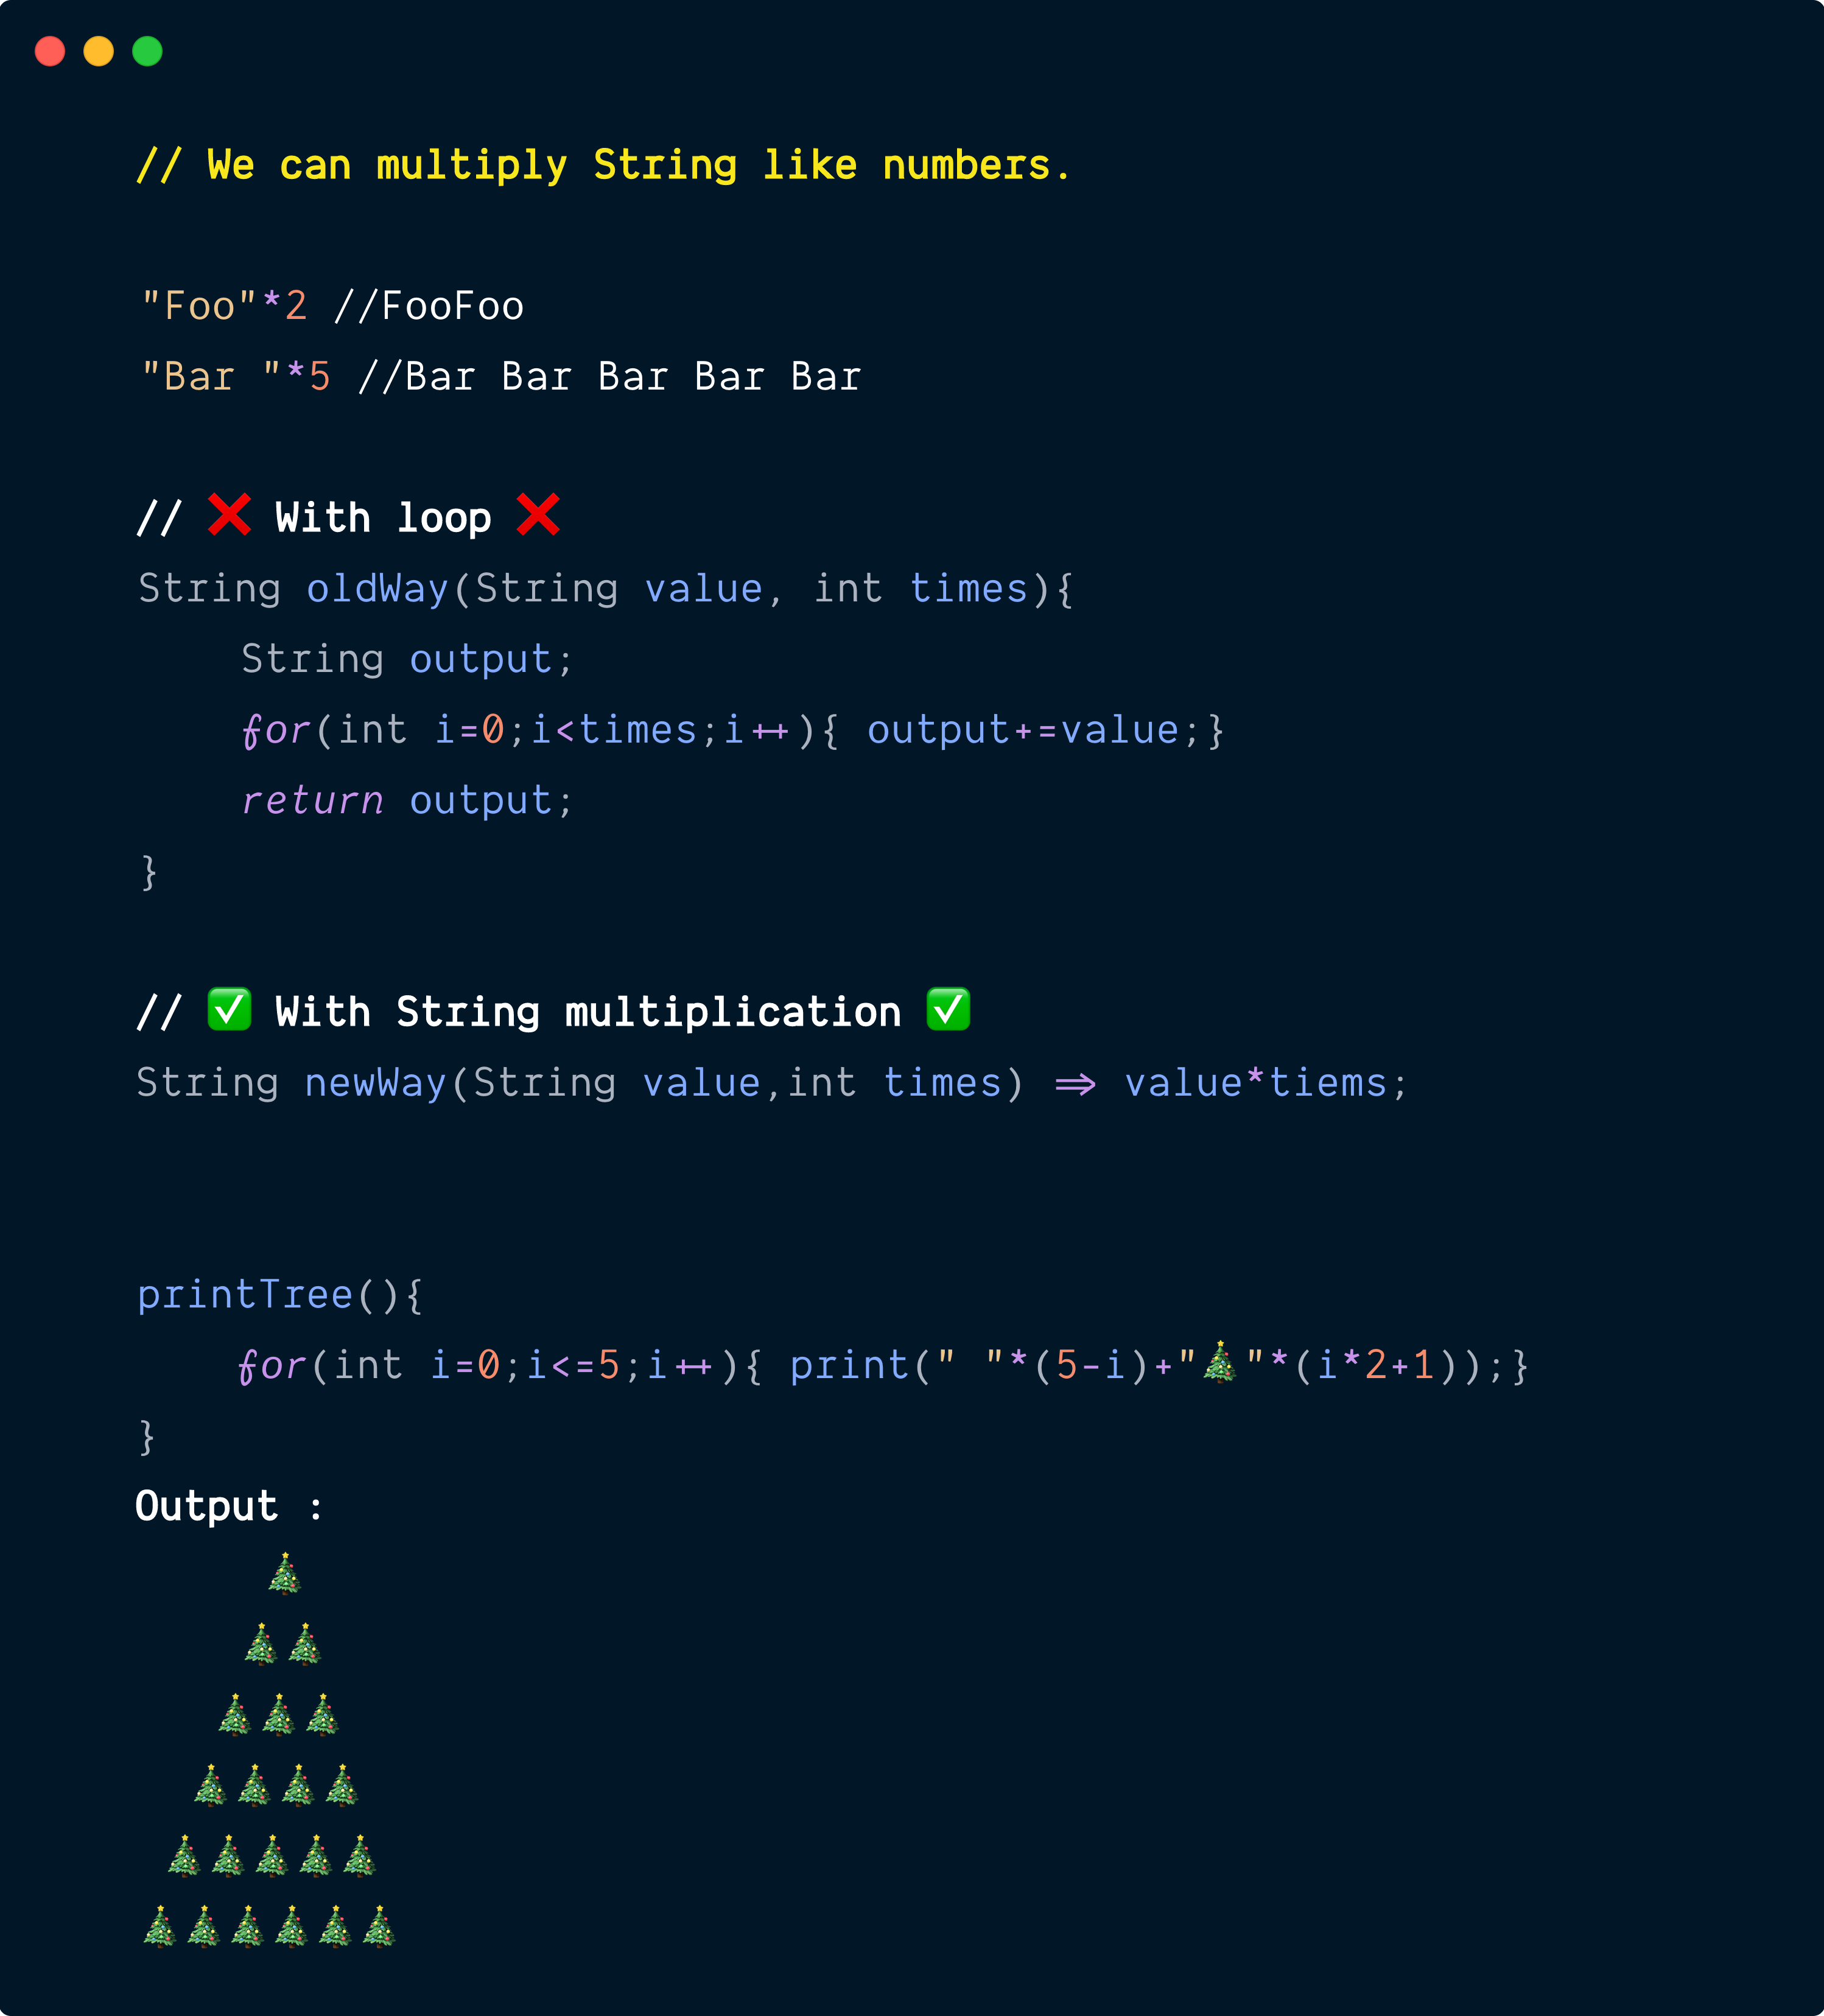 // We can multiply String like numbers.
"Foo"*2 //FooFoo
"Bar "*5 //Bar Bar Bar Bar Bar
// ❌ With loop ❌
String oldWay(String value, int times){
String output;
for(int i=0;i<times;i++){ output+=value;}
return output;
}
// ✅ With String multiplication ✅
String newWay(String value,int times) => value*tiems;
printTree(){
for(int i=0;i<=5;i++){ print(" "*(5-i)+"🎄"*(i*2+1));}
}
Output :
🎄
🎄🎄
🎄🎄🎄
🎄🎄🎄🎄
🎄🎄🎄🎄🎄
🎄🎄🎄🎄🎄🎄